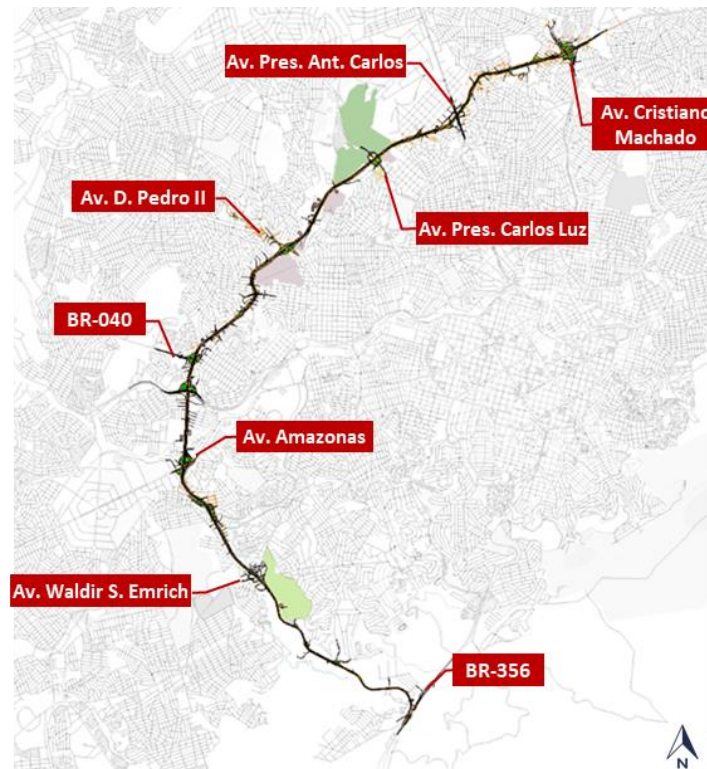 Av. Pres. Ant. Carlos
Av. Cristiano
Machado
Av. D. Pedro II
Av. Pres. Carlos Luz
BR-040
Av. Amazonas
Av. Waldir S. Emrich
BR-356
N